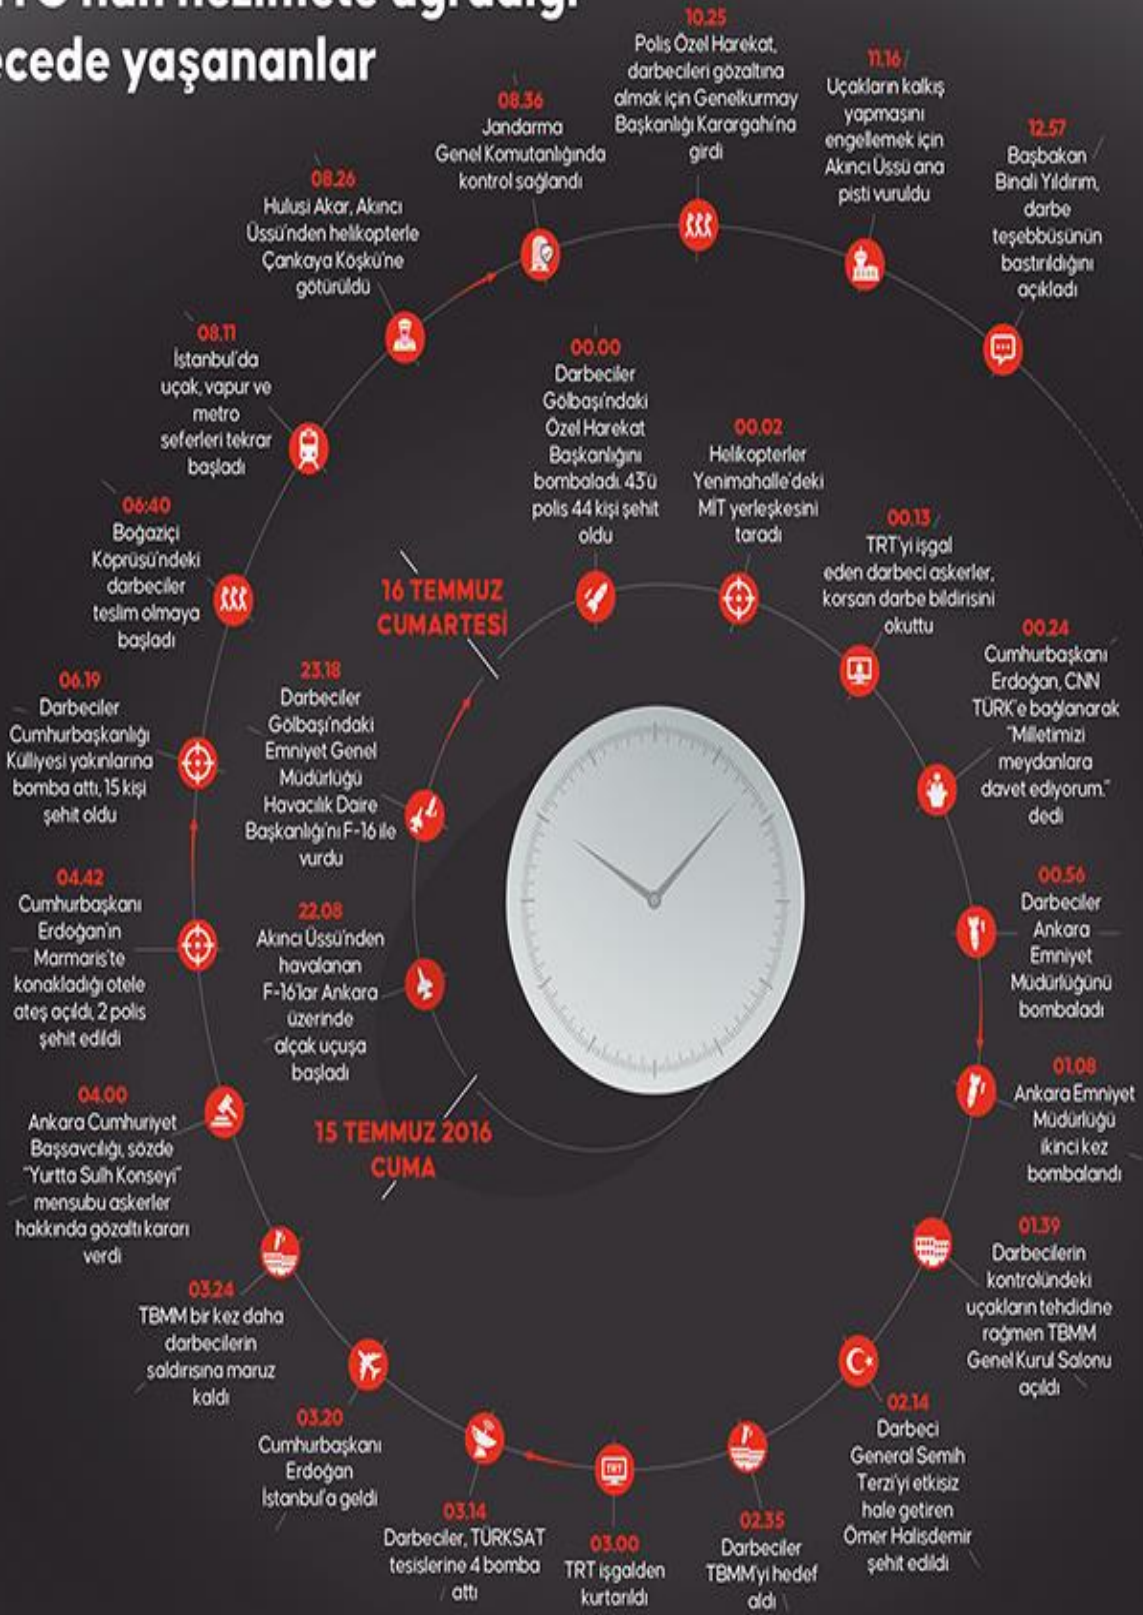 hezimete uğradığı
yaşananlar
15 TEMMUZ 2016
CUMA
22.08
Akıncı Üssü'nden
havalanan
F-16'lar Ankara
üzerinde
alçak uçuşa
başladı
23.18
Darbeciler
Gölbaşı'ndaki
Emniyet Genel
Müdürlüğü
Havacılık Daire
Başkanlığı'nı F-16 ile
vurdu
16 TEMMUZ
CUMARTESİ
00.00
Darbeciler
Gölbaşı'ndaki
Özel Harekat
Başkanlığını
bombaladı. 43'ü
polis 44 kişi şehit
oldu
00.02
Helikopterler
Yenimahalle'deki
MİT yerleşkesini
taradı
00.13
TRT'yi işgal
eden darbeci askerler,
korsan darbe bildirisini
okuttu
00.24
Cumhurbaşkanı
Erdoğan, CNN
TÜRK'e bağlanarak
"Milletimizi
meydanlara
davet ediyorum."
dedi
00.56
Darbeciler
Ankara
Emniyet
Müdürlüğünü
bombaladı
01.08
Ankara Emniyet
Müdürlüğü
ikinci kez
bombalandı
01.39
Darbecilerin
kontrolündeki
uçakların tehdidine
rağmen TBMM
Genel Kurul Salonu
açıldı
02.14
Darbeci
General Semih
Terzi'yi etkisiz
hale getiren
Ömer Halisdemir
şehit edildi
02.35
Darbeciler
TBMM'yi hedef
aldı
03.00
TRT işgalden
kurtarıldı
TRT
03.14
Darbeciler, TÜRKSAT
tesislerine 4 bomba
attı
03.20
Cumhurbaşkanı
Erdoğan
İstanbul'a geldi
03.24
TBMM bir kez daha
darbecilerin
saldırısına maruz
kaldı
04.00
Ankara Cumhuriyet
Başsavcılığı, sözde
"Yurtta Sulh Konseyi"
mensubu askerler
hakkında gözaltı kararı
verdi
04.42
Cumhurbaşkanı
Erdoğan'ın
Marmaris'te
konakladığı otele
ateş açıldı, 2 polis
şehit edildi
06.19
Darbeciler
Cumhurbaşkanlığı
Külliyesi yakınlarına
bomba attı, 15 kişi
şehit oldu
06:40
Boğaziçi
Köprüsü'ndeki
darbeciler
teslim olmaya
başladı
08.11
İstanbul'da
uçak, vapur ve
metro
seferleri tekrar
başladı
08.26
Hulusi Akar, Akıncı
Üssü'nden helikopterle
Çankaya Köşkü'ne
götürüldü
08.36
Jandarma
Genel Komutanlığında
kontrol sağlandı
10.25
Polis Özel Harekat,
darbecileri gözaltına
almak için Genelkurmay
Başkanlığı Karargahı'na
girdi
11.16
Uçakların kalkış
yapmasını
engellemek için
Akıncı Üssü ana
pisti vuruldu
12.57
Başbakan
Binali Yıldırım,
darbe
teşebbüsünün
bastırıldığını
açıkladı